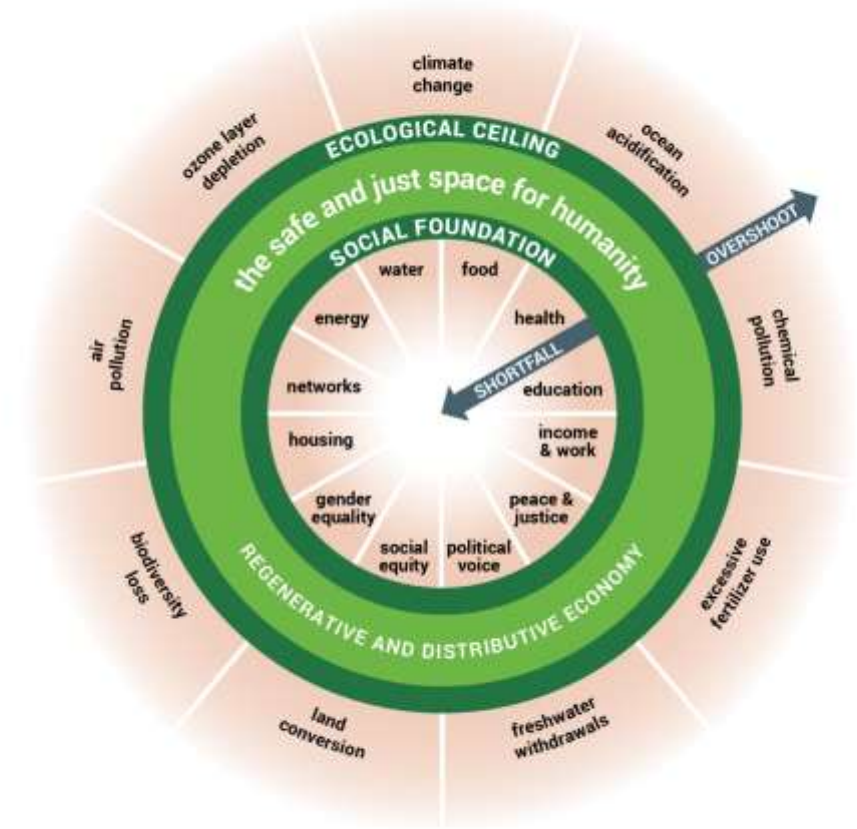 climate
change
ocean
acidification
chemical
pollution
excessive
fertilizer use
freshwater
withdrawals
land
conversion
biodiversity
loss
air
pollution
ozone layer
depletion
ECOLOGICAL CEILING
the safe and just space for humanity
SOCIAL FOUNDATION
OVERSHOOT
SHORTFALL
water
food
health
education
income
& work
peace &
justice
political
voice
social
equity
gender
equality
housing
networks
energy
REGENERATIVE AND DISTRIBUTIVE ECONOMY